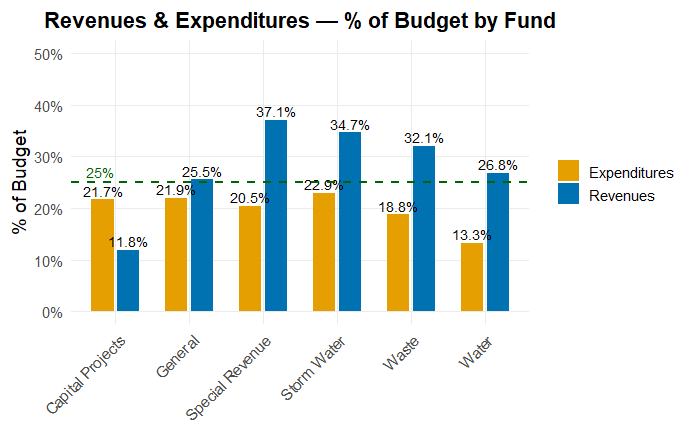 Revenues & Expenditures — % of Budget by Fund
% of Budget
50%
40%
30%
20%
10%
0%
25%
21.7%
11.8%
21.9%
25.5%
20.5%
37.1%
22.9%
34.7%
18.8%
32.1%
13.3%
26.8%
Capital Projects
General
Special Revenue
Storm Water
Waste
Water
Expenditures
Revenues